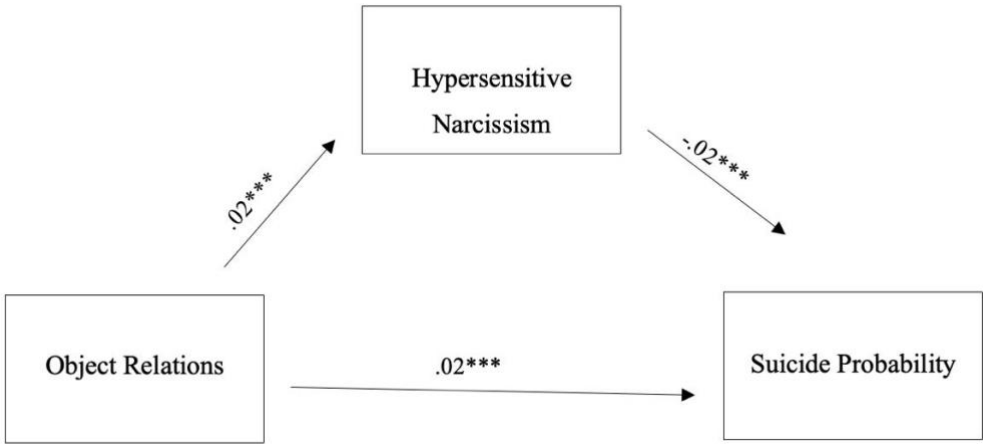 Hypersensitive
Narcissism
.02***
-.02***
Object Relations
.02***
Suicide Probability